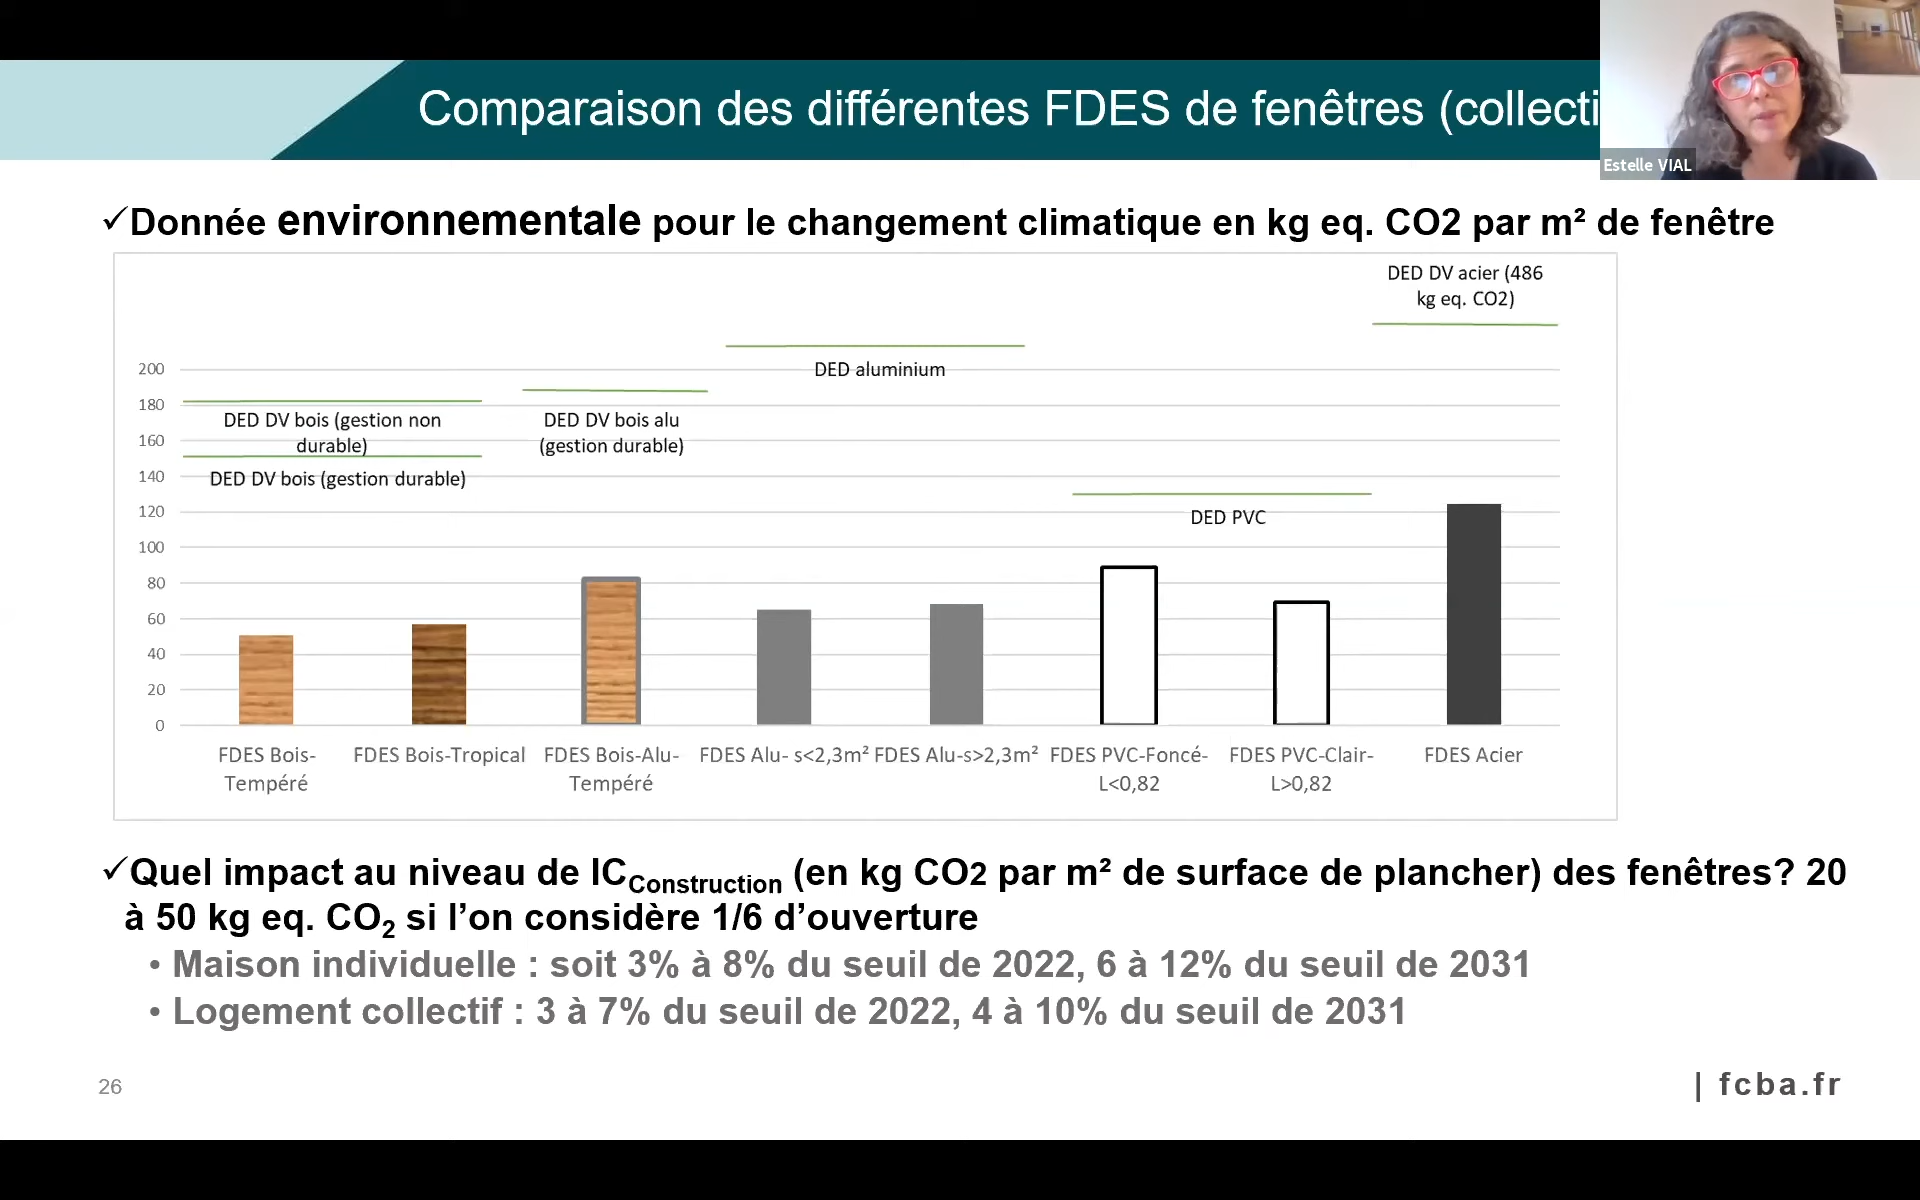 Comparaison des différentes FDES de fenêtres (collecti
Estelle VIAL
✓Donnée environnementale pour le changement climatique en kg eq. CO2 par m² de fenêtre
DED DV acier (486
kg eq. CO2)
DED aluminium
200
180
160
140
120
100
80
60
40
20
0
DED DV bois (gestion non
durable)
DED DV bois (gestion durable)
DED DV bois alu
(gestion durable)
DED PVC
FDES Bois-
Tempéré
FDES Bois-Tropical
FDES Bois-Alu-
Tempéré
FDES Alu- s<2,3m²
FDES Alu-s>2,3m²
FDES PVC-Foncé-
L<0,82
FDES PVC-Clair-
L>0,82
FDES Acier
✓Quel impact au niveau de ICConstruction (en kg CO2 par m² de surface de plancher) des fenêtres? 20
à 50 kg eq. CO2 si l’on considère 1/6 d’ouverture
• Maison individuelle : soit 3% à 8% du seuil de 2022, 6 à 12% du seuil de 2031
• Logement collectif : 3 à 7% du seuil de 2022, 4 à 10% du seuil de 2031
26
| fcba.fr